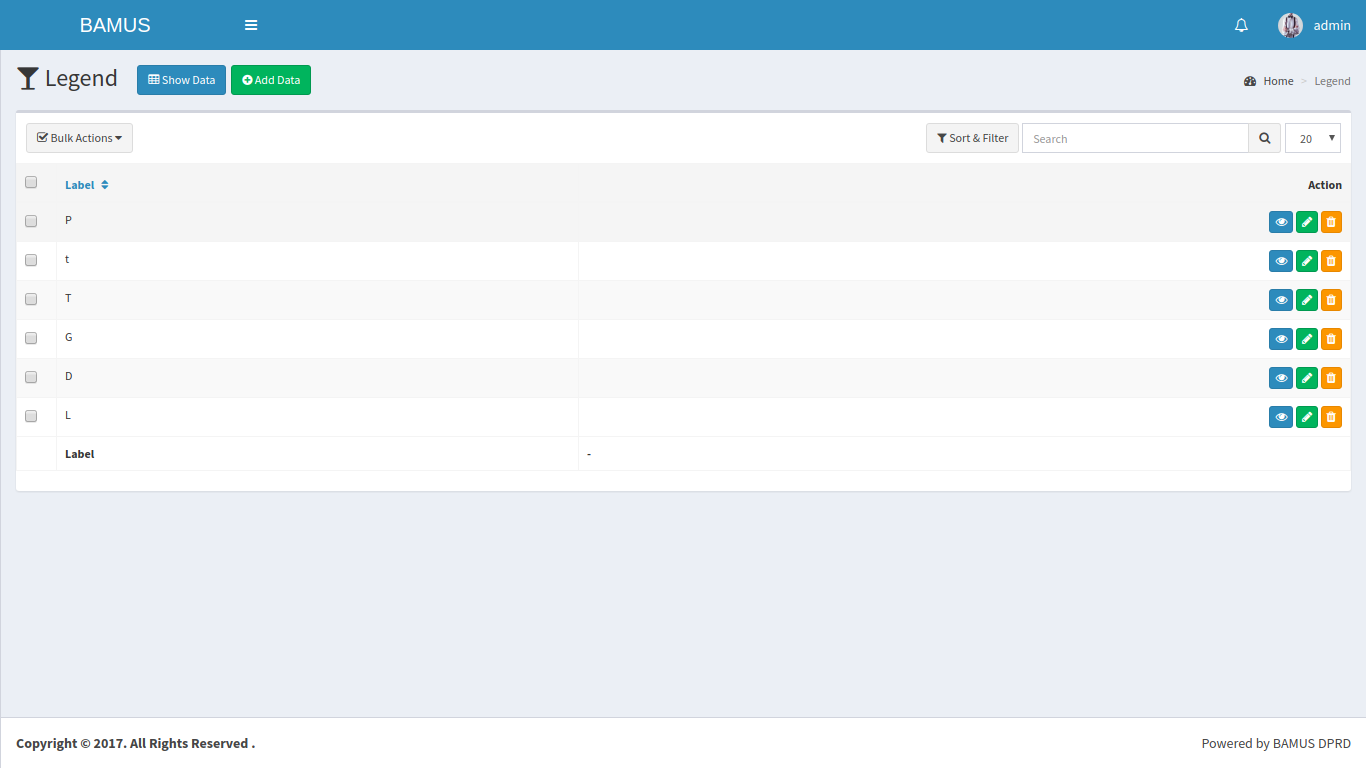 BAMUS
admin
Legend Show Data Add Data
Home > Legend
Bulk Actions
Sort & Filter Search 20
Label Action
P
t
T
G
D
L
Label -
Copyright © 2017. All Rights Reserved .
Powered by BAMUS DPRD